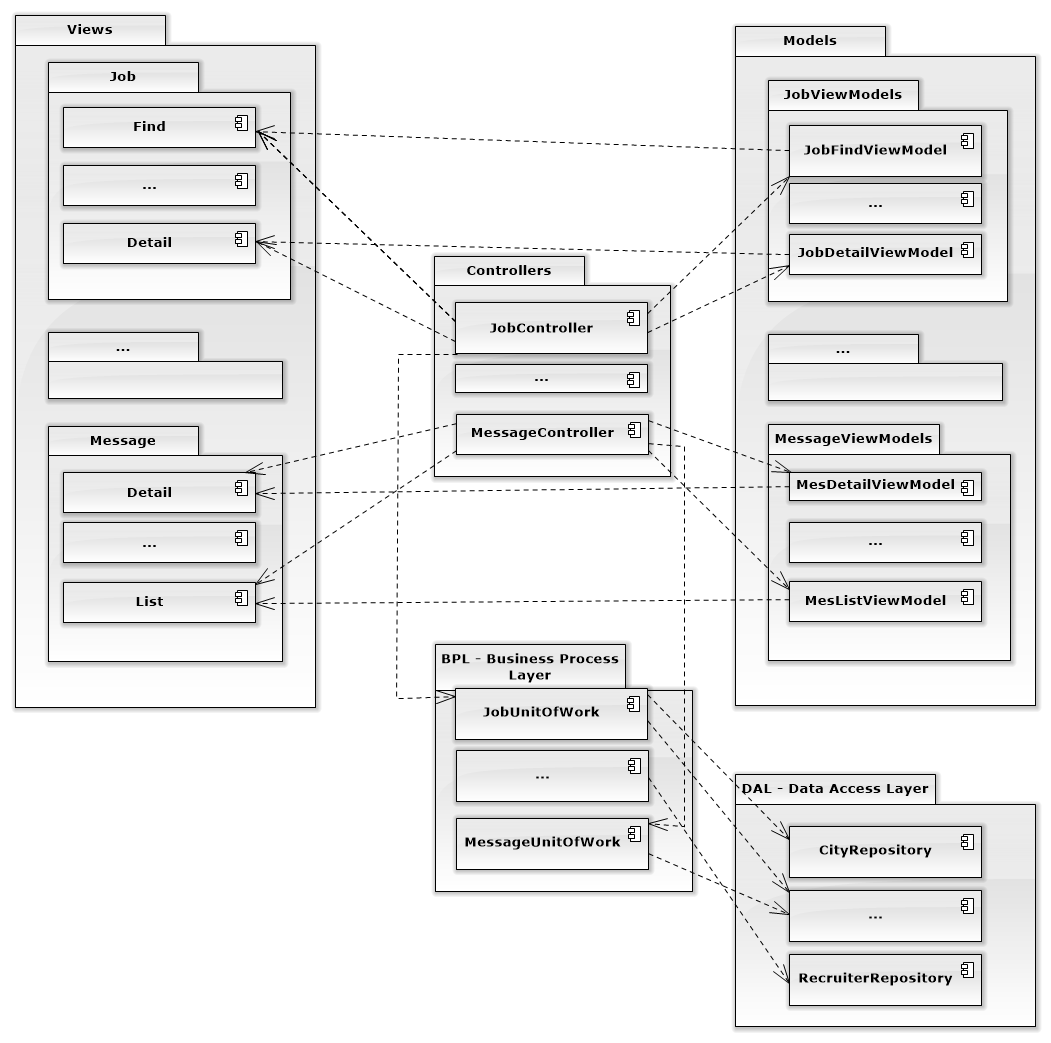 Views
Job
Find
...
Detail
...
Message
Detail
...
List
Controllers
JobController
...
MessageController
Models
JobViewModels
JobFindViewModel
...
JobDetailViewModel
...
MessageViewModels
MesDetailViewModel
...
MesListViewModel
BPL - Business Process
Layer
JobUnitOfWork
...
MessageUnitOfWork
DAL - Data Access Layer
CityRepository
...
RecruiterRepository